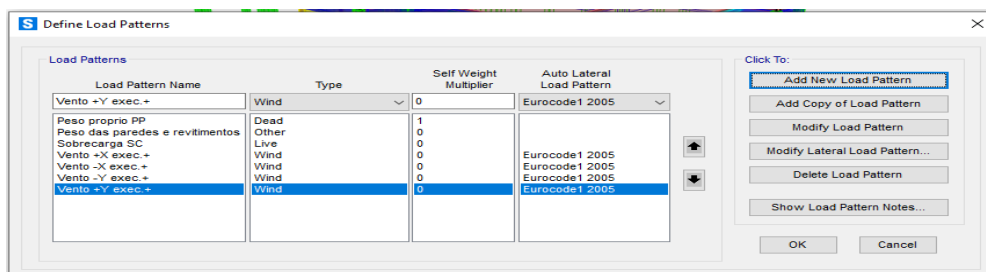 S Define Load Patterns
Load Patterns
Click To:
Load Pattern Name Type Self Weight Multiplier Auto Lateral Load Pattern
Vento +Y exec.+ Wind 0 Eurocode1 2005
Peso proprio PP Dead 1
Peso das paredes e revitimentos Other 0
Sobrecarga SC Live 0
Vento +X exec.+ Wind 0 Eurocode1 2005
Vento -X exec.+ Wind 0 Eurocode1 2005
Vento -Y exec.+ Wind 0 Eurocode1 2005
Vento +Y exec.+ Wind 0 Eurocode1 2005
Add New Load Pattern
Add Copy of Load Pattern
Modify Load Pattern
Modify Lateral Load Pattern...
Delete Load Pattern
Show Load Pattern Notes...
OK Cancel